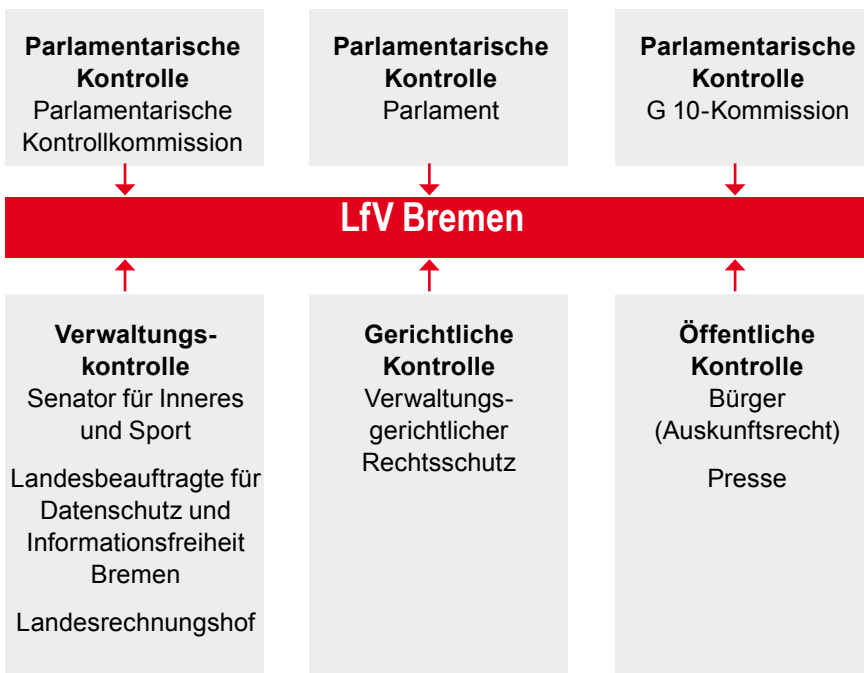 Parlamentarische
Kontrolle
Parlamentarische
Kontrollkommission
Parlamentarische
Kontrolle
Parlament
Parlamentarische
Kontrolle
G 10-Kommission
LfV Bremen
Verwaltungs-
kontrolle
Senator für Inneres
und Sport
Landesbeauftragte für
Datenschutz und
Informationsfreiheit
Bremen
Landesrechnungshof
Gerichtliche
Kontrolle
Verwaltungs-
gerichtlicher
Rechtsschutz
Öffentliche
Kontrolle
Bürger
(Auskunftsrecht)
Presse